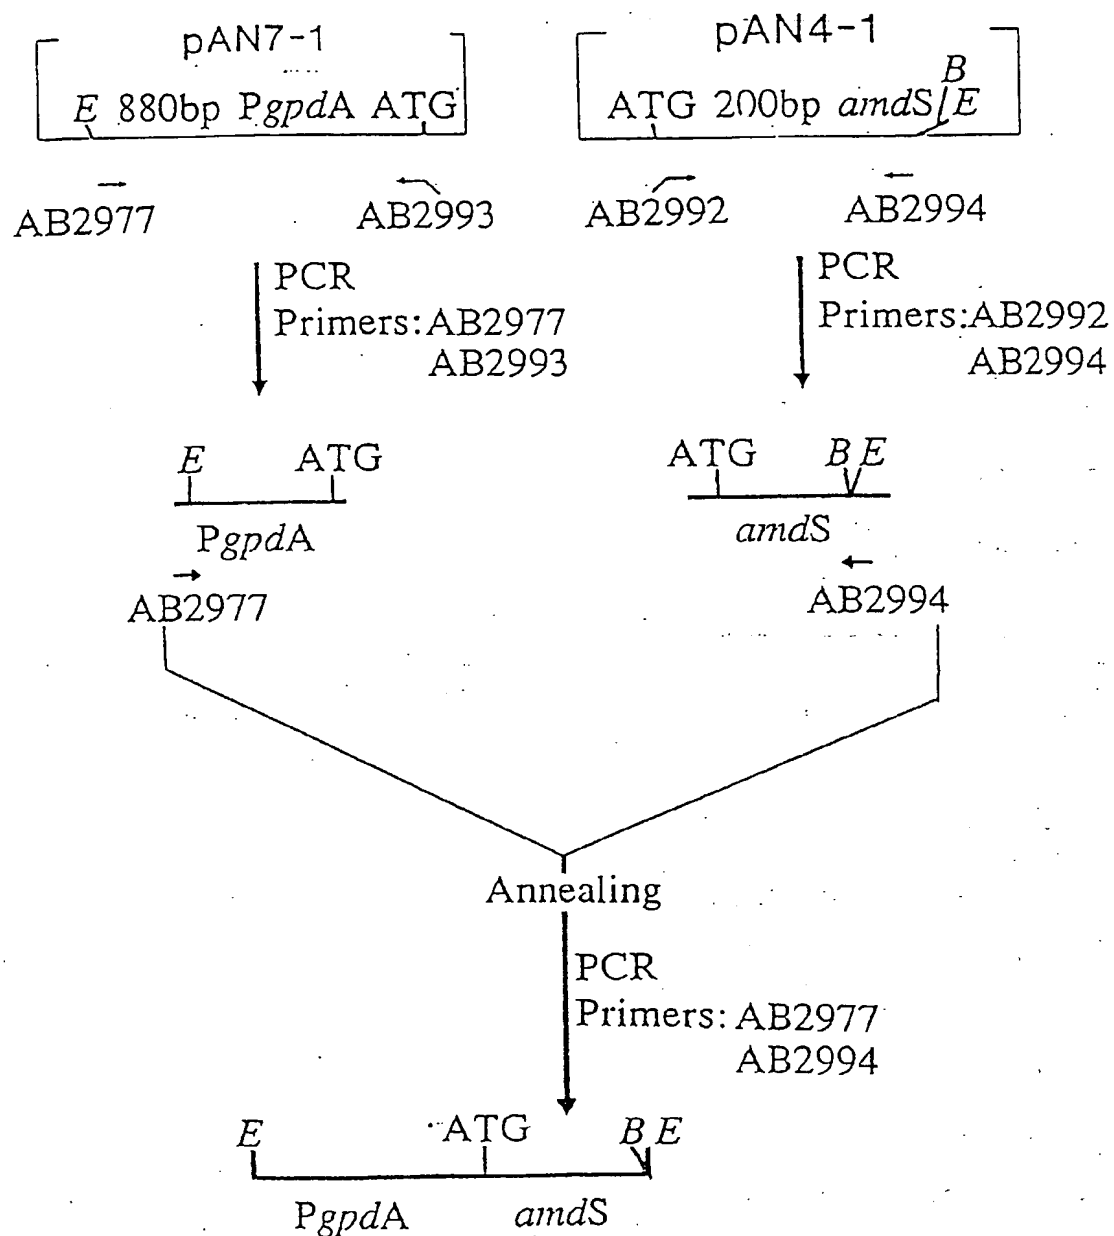 pAN7-1
pAN4-1
B
E 880bp PgpdA ATG
ATG 200bp amdS E
AB2977
AB2993
AB2992
AB2994
PCR
Primers: AB2977
AB2993
PCR
Primers: AB2992
AB2994
E ATG
PgpdA
AB2977
ATG B E
amdS
AB2994
Annealing
PCR
Primers: AB2977
AB2994
E ATG B E
PgpdA amdS